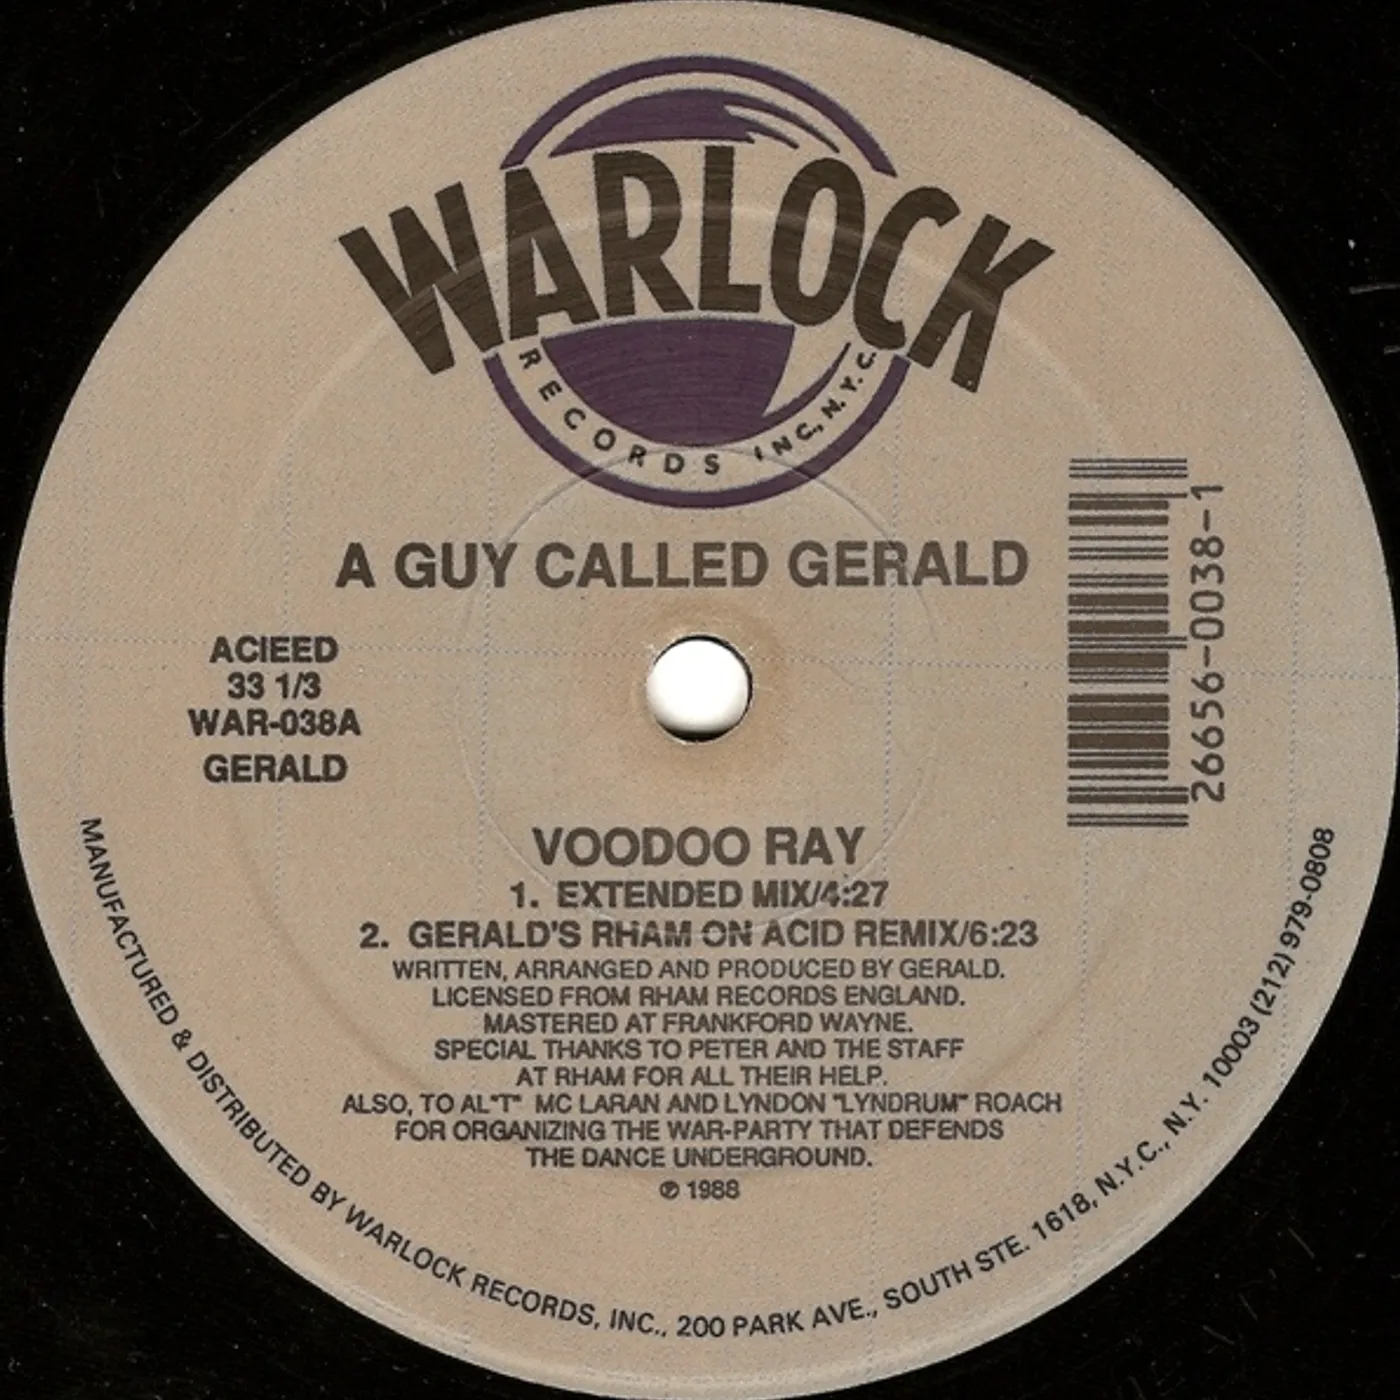 WARLOCK
RECORDS INC., N.Y.C.
A GUY CALLED GERALD
ACIEED
33 1/3
WAR-038A
GERALD
26656-0038-1
VOODOO RAY
1. EXTENDED MIX/4:27
2. GERALD'S RHAM ON ACID REMIX/6:23
WRITTEN, ARRANGED AND PRODUCED BY GERALD.
LICENSED FROM RHAM RECORDS ENGLAND.
MASTERED AT FRANKFORD WAYNE.
SPECIAL THANKS TO PETER AND THE STAFF
AT RHAM FOR ALL THEIR HELP.
ALSO, TO AL"T" MC LARAN AND LYNDON "LYNDRUM" ROACH
FOR ORGANIZING THE WAR-PARTY THAT DEFENDS
THE DANCE UNDERGROUND.
℗ 1988
MANUFACTURED & DISTRIBUTED BY WARLOCK RECORDS, INC., 200 PARK AVE., SOUTH STE. 1618, N.Y.C., N.Y. 10003 (212) 979-0808